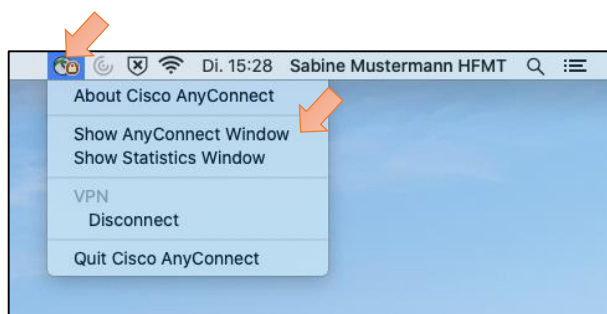 Di. 15:28 Sabine Mustermann HFMT
About Cisco AnyConnect
Show AnyConnect Window
Show Statistics Window
VPN
Disconnect
Quit Cisco AnyConnect